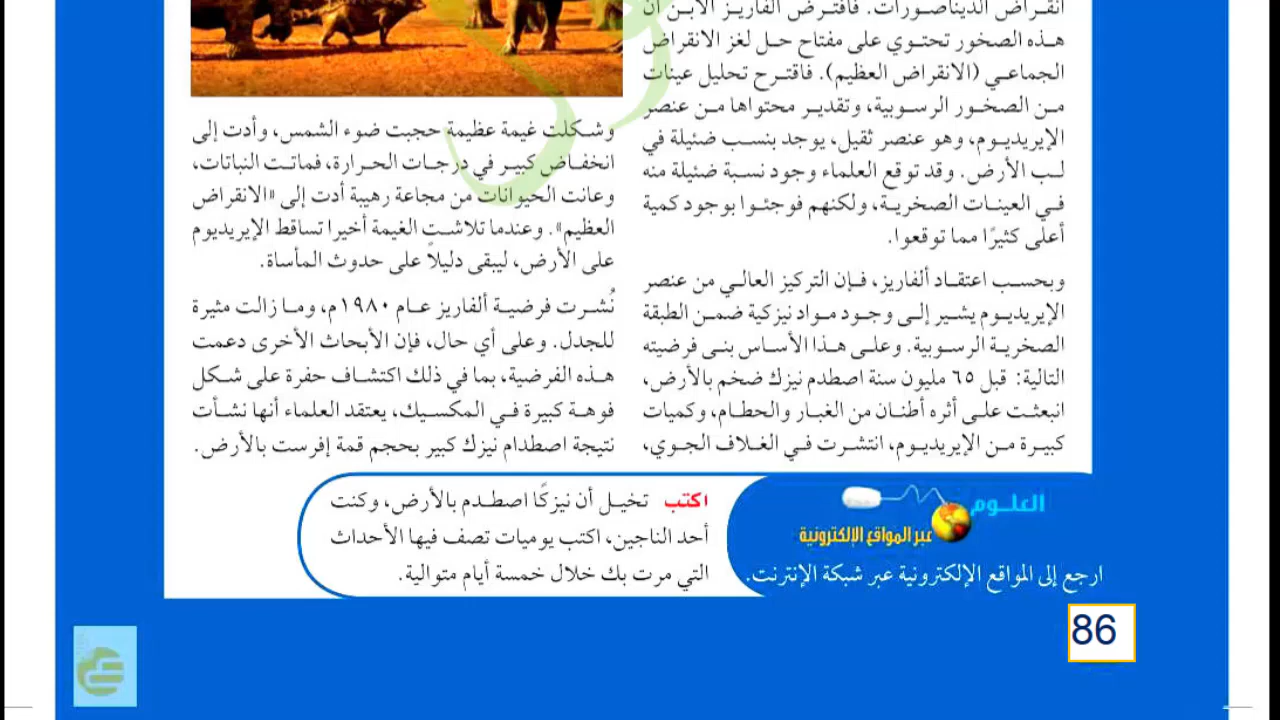 انقراض الديناصورات. فافترض ألفاريز الابن أن
هذه الصخور تحتوي على مفتاح حل لغز الانقراض
الجماعي (الانقراض العظيم). فاقترح تحليل عينات
من الصخور الرسوبية، وتقدير محتواها من عنصر
الإيريديوم، وهو عنصر ثقيل، يوجد بنسب ضئيلة في
لب الأرض. وقد توقع العلماء وجود نسبة ضئيلة منه
في العينات الصخرية، ولكنهم فوجئوا بوجود كمية
أعلى كثيرًا مما توقعوا.
وبحسب اعتقاد ألفاريز، فإن التركيز العالي من عنصر
الإيريديوم يشير إلى وجود مواد نيزكية ضمن الطبقة
الصخرية الرسوبية. وعلى هذا الأساس بنى فرضيته
التالية: قبل ٦٥ مليون سنة اصطدم نيزك ضخم بالأرض،
انبعثت على أثره أطنان من الغبار والحطام، وكميات
كبيرة من الإيريديوم، انتشرت في الغلاف الجوي،
وشكلت غيمة عظيمة حجبت ضوء الشمس، وأدت إلى
انخفاض كبير في درجات الحرارة، فماتت النباتات،
وعانت الحيوانات من مجاعة رهيبة أدت إلى «الانقراض
العظيم». وعندما تلاشت الغيمة أخيرا تساقط الإيريديوم
على الأرض، ليبقى دليلاً على حدوث المأساة.
نُشرت فرضية ألفاريز عام ١٩٨٠م، وما زالت مثيرة
للجدل. وعلى أي حال، فإن الأبحاث الأخرى دعمت
هذه الفرضية، بما في ذلك اكتشاف حفرة على شكل
فوهة كبيرة في المكسيك، يعتقد العلماء أنها نشأت
نتيجة اصطدام نيزك كبير بحجم قمة إفرست بالأرض.
العلوم
عبر المواقع الإلكترونية
ارجع إلى المواقع الإلكترونية عبر شبكة الإنترنت.
اكتب تخيل أن نيزكًا اصطدم بالأرض، وكنت
أحد الناجين، اكتب يوميات تصف فيها الأحداث
التي مرت بك خلال خمسة أيام متوالية.
86